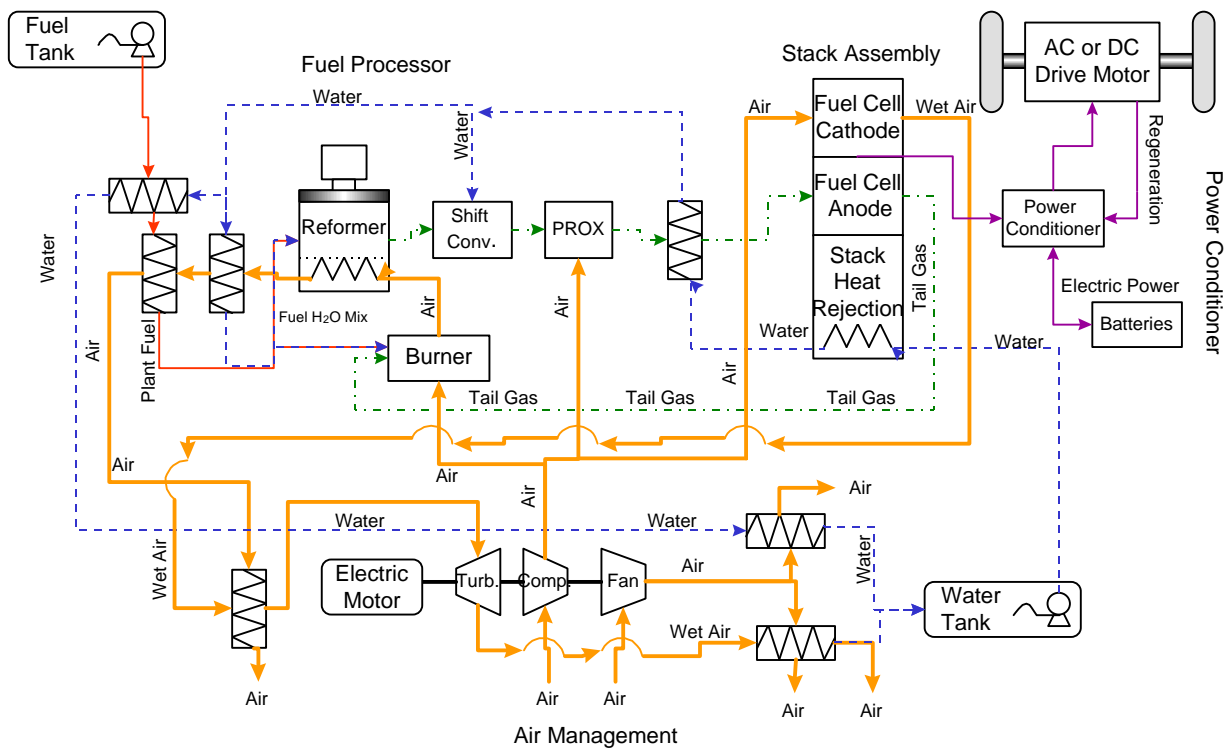 Fuel
Tank
Fuel Processor
Stack Assembly
AC or DC
Drive Motor
Water
Air
Fuel Cell
Cathode
Wet Air
Water
Water
Regeneration
Power Conditioner
Fuel Cell
Anode
Reformer
Shift
Conv.
PROX
Power
Conditioner
Water
Stack
Heat
Rejection
Tail Gas
Electric Power
Batteries
Air
Air
Fuel H2O Mix
Water
Water
Air
Plant Fuel
Burner
Air
Tail Gas
Tail Gas
Tail Gas
Air
Air
Air
Air
Water
Water
Water
Wet Air
Electric
Motor
Turb.
Comp.
Fan
Air
Water
Tank
Wet Air
Air
Air
Air
Air
Air
Air Management